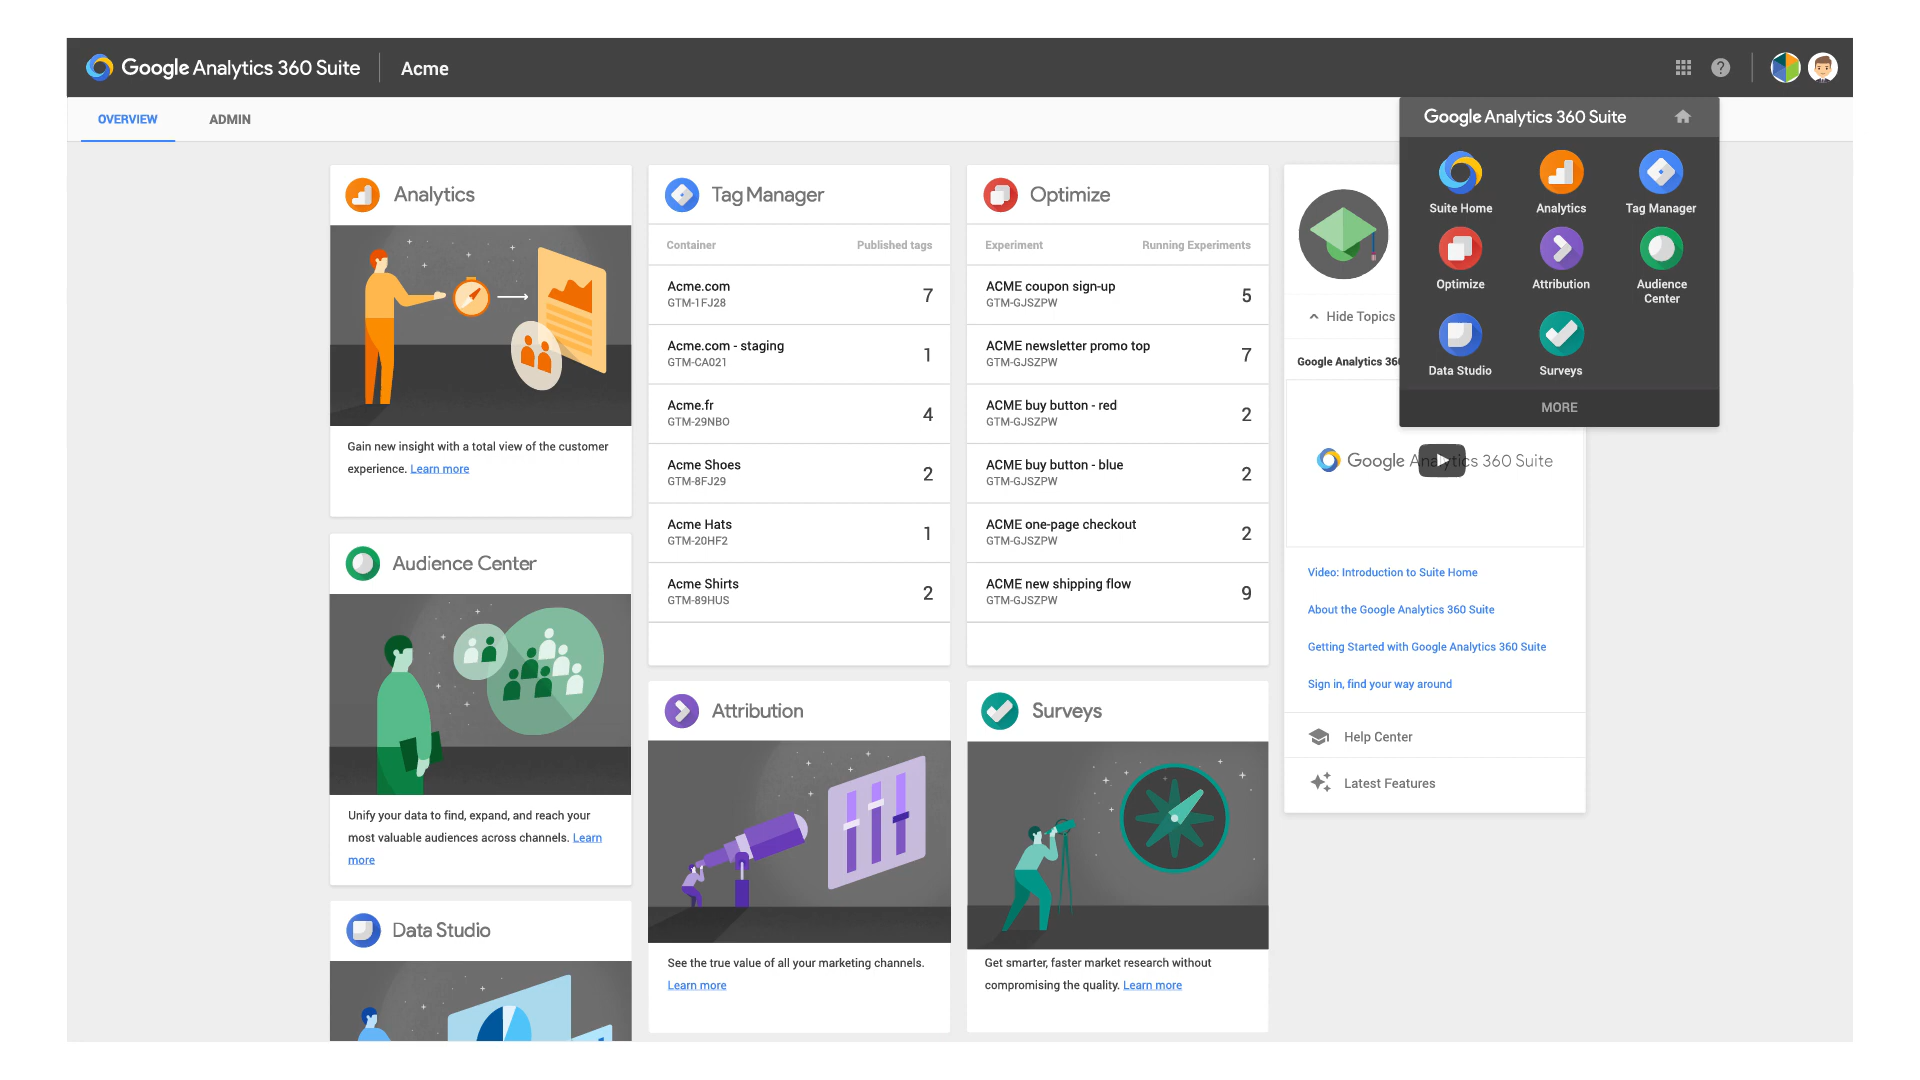 Google Analytics 360 Suite
Acme
OVERVIEW
ADMIN
Analytics
Gain new insight with a total view of the customer
experience. Learn more
Audience Center
Unify your data to find, expand, and reach your
most valuable audiences across channels. Learn
more
Data Studio
Tag Manager
Container Published tags
Acme.com
GTM-1FJ28
7
Acme.com - staging
GTM-CA021
1
Acme.fr
GTM-29NBO
4
Acme Shoes
GTM-8FJ29
2
Acme Hats
GTM-20HF2
1
Acme Shirts
GTM-89HUS
2
Attribution
See the true value of all your marketing channels.
Learn more
Optimize
Experiment Running Experiments
ACME coupon sign-up
GTM-GJSZPW
5
ACME newsletter promo top
GTM-GJSZPW
7
ACME buy button - red
GTM-GJSZPW
2
ACME buy button - blue
GTM-GJSZPW
2
ACME one-page checkout
GTM-GJSZPW
2
ACME new shipping flow
GTM-GJSZPW
9
Surveys
Get smarter, faster market research without
compromising the quality. Learn more
Google Analytics 360 Suite
Suite Home
Analytics
Tag Manager
Optimize
Attribution
Audience
Center
Data Studio
Surveys
MORE
Hide Topics
Google Analytics 360
Google Analytics 360 Suite
Video: Introduction to Suite Home
About the Google Analytics 360 Suite
Getting Started with Google Analytics 360 Suite
Sign in, find your way around
Help Center
Latest Features